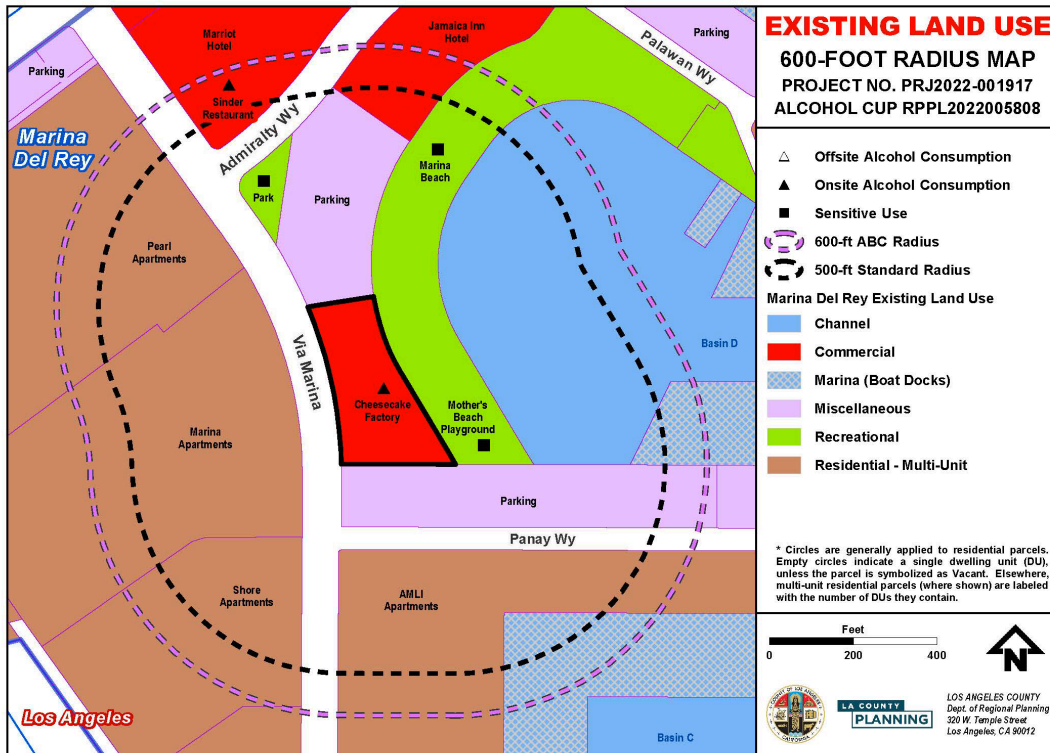 Marriot
Hotel
Sinder
Restaurant
Jamaica Inn
Hotel
Palawan Wy
Parking
Parking
Marina
Del Rey
Admiralty Wy
Park
Parking
Marina
Beach
Pearl
Apartments
Via Marina
Basin D
Cheesecake
Factory
Mother's
Beach
Playground
Marina
Apartments
Parking
Panay Wy
Shore
Apartments
AMLI
Apartments
Los Angeles
Basin C
EXISTING LAND USE
600-FOOT RADIUS MAP
PROJECT NO. PRJ2022-001917
ALCOHOL CUP RPPL2022005808
Offsite Alcohol Consumption
Onsite Alcohol Consumption
Sensitive Use
600-ft ABC Radius
500-ft Standard Radius
Marina Del Rey Existing Land Use
Channel
Commercial
Marina (Boat Docks)
Miscellaneous
Recreational
Residential - Multi-Unit
* Circles are generally applied to residential parcels.
Empty circles indicate a single dwelling unit (DU),
unless the parcel is symbolized as Vacant. Elsewhere,
multi-unit residential parcels (where shown) are labeled
with the number of DUs they contain.
Feet
0 200 400
N
LA COUNTY
PLANNING
LOS ANGELES COUNTY
Dept. of Regional Planning
320 W. Temple Street
Los Angeles, CA 90012